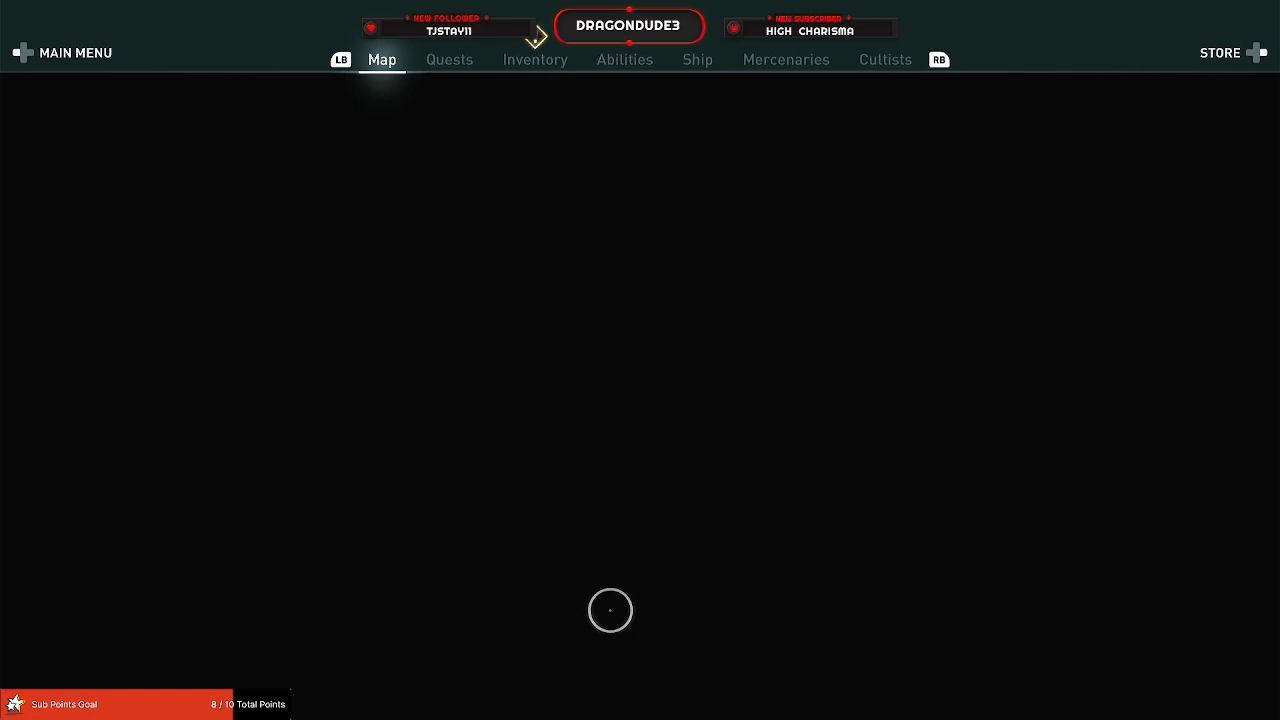 NEW FOLLOWER
TJSTAY11
DRAGONDUDE3
NEW SUBSCRIBER
HIGH CHARISMA
MAIN MENU
LB Map Quests Inventory Abilities Ship Mercenaries Cultists RB
STORE
Sub Points Goal 8 / 10 Total Points